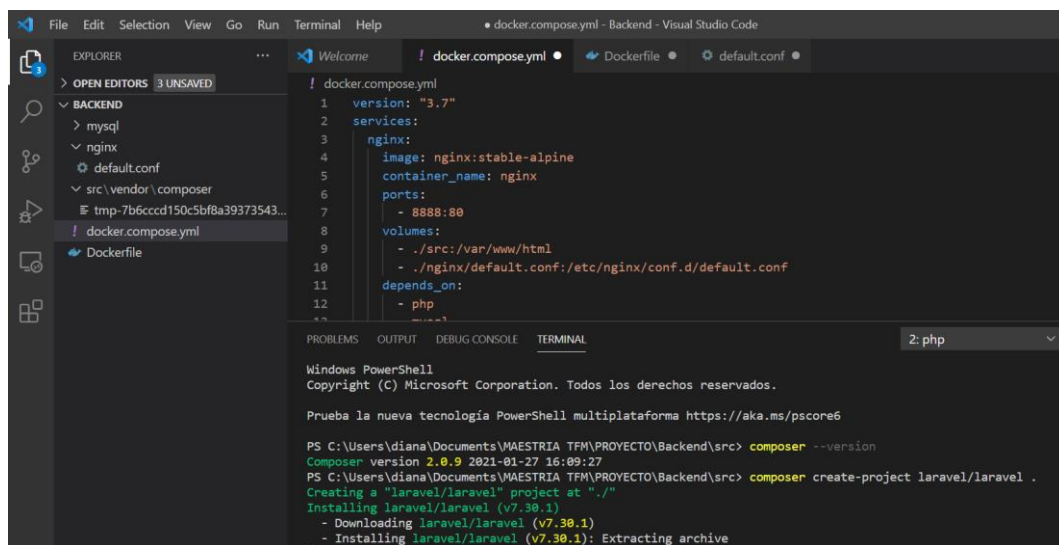 File Edit Selection View Go Run Terminal Help ● docker.compose.yml - Backend - Visual Studio Code
EXPLORER ...
> OPEN EDITORS 3 UNSAVED
BACKEND
> mysql
nginx
default.conf
src\vendor\composer
tmp-7b6cccd150c5bf8a39373543...
! docker.compose.yml
Dockerfile
3
Welcome ! docker.compose.yml ● Dockerfile ● default.conf ●
! docker.compose.yml
1 version: "3.7"
2 services:
3 nginx:
4 image: nginx:stable-alpine
5 container_name: nginx
6 ports:
7 - 8888:80
8 volumes:
9 - ./src:/var/www/html
10 - ./nginx/default.conf:/etc/nginx/conf.d/default.conf
11 depends_on:
12 - php
PROBLEMS OUTPUT DEBUG CONSOLE TERMINAL 2: php
Windows PowerShell
Copyright (C) Microsoft Corporation. Todos los derechos reservados.
Prueba la nueva tecnología PowerShell multiplataforma https://aka.ms/pscore6
PS C:\Users\diana\Documents\MAESTRIA TFM\PROYECTO\Backend\src> composer --version
Composer version 2.0.9 2021-01-27 16:09:27
PS C:\Users\diana\Documents\MAESTRIA TFM\PROYECTO\Backend\src> composer create-project laravel/laravel .
Creating a "laravel/laravel" project at "./"
Installing laravel/laravel (v7.30.1)
- Downloading laravel/laravel (v7.30.1)
- Installing laravel/laravel (v7.30.1): Extracting archive